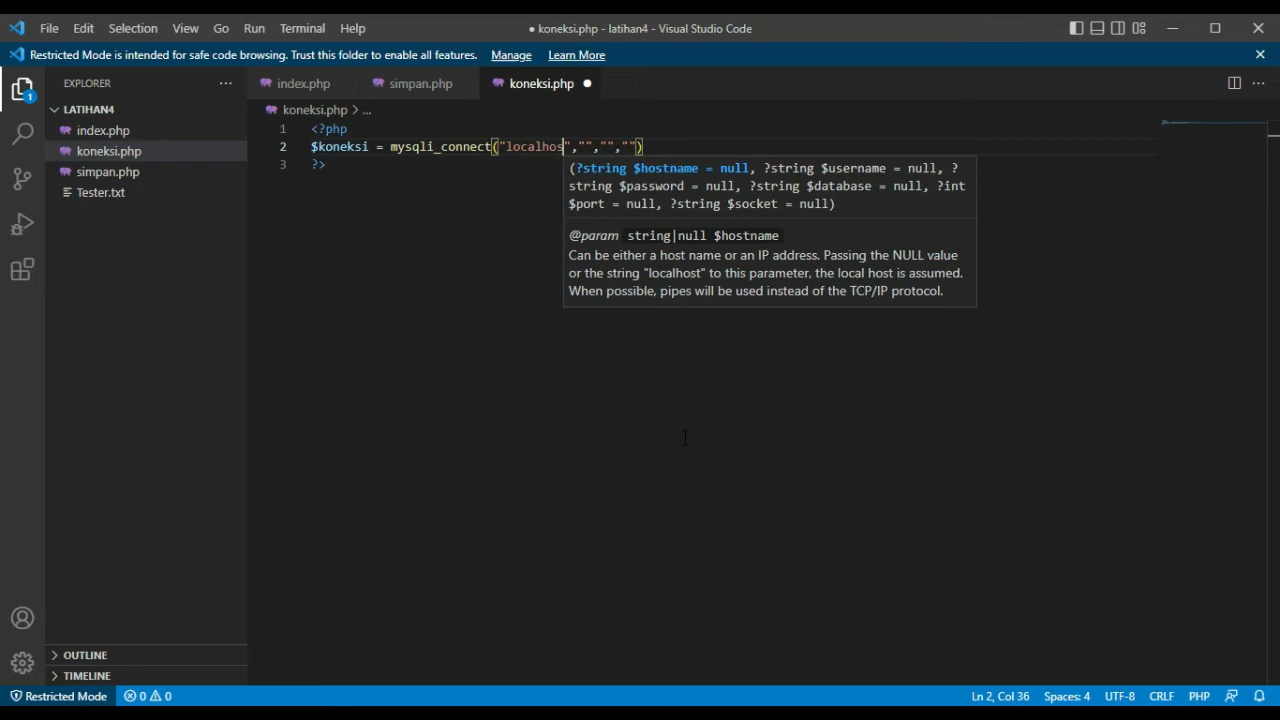 File Edit Selection View Go Run Terminal Help
● koneksi.php - latihan4 - Visual Studio Code
Restricted Mode is intended for safe code browsing. Trust this folder to enable all features. Manage Learn More
EXPLORER
LATIHAN4
index.php
koneksi.php
simpan.php
Tester.txt
1
OUTLINE
TIMELINE
index.php simpan.php koneksi.php ●
koneksi.php > ...
1 <?php
2 $koneksi = mysqli_connect("localhos","","","")
3 ?>
(?string $hostname = null, ?string $username = null, ?
string $password = null, ?string $database = null, ?int
$port = null, ?string $socket = null)
@param string|null $hostname
Can be either a host name or an IP address. Passing the NULL value
or the string "localhost" to this parameter, the local host is assumed.
When possible, pipes will be used instead of the TCP/IP protocol.
Restricted Mode 0 0 Ln 2, Col 36 Spaces: 4 UTF-8 CRLF PHP